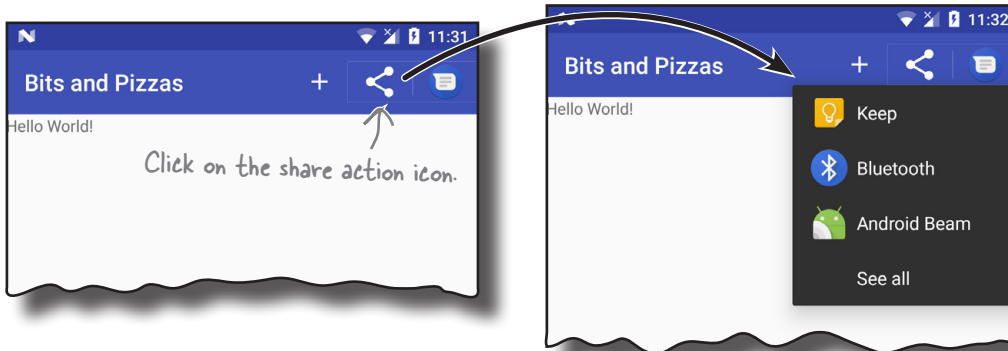 11:31
Bits and Pizzas
+
Hello World!
Click on the share action icon.
11:32
Bits and Pizzas
+
Hello World!
Keep
Bluetooth
Android Beam
See all